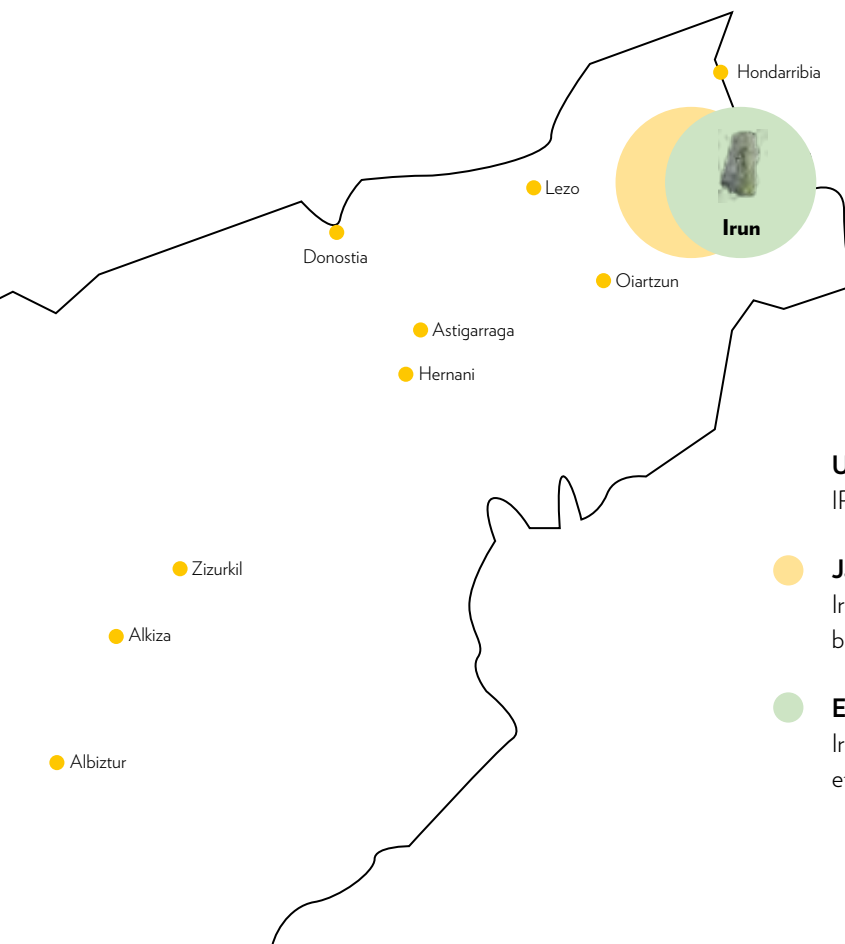 Hondarribia
Lezo
Irun
Donostia
Oiartzun
Astigarraga
Hernani
Zizurkil
Alkiza
Albiztur